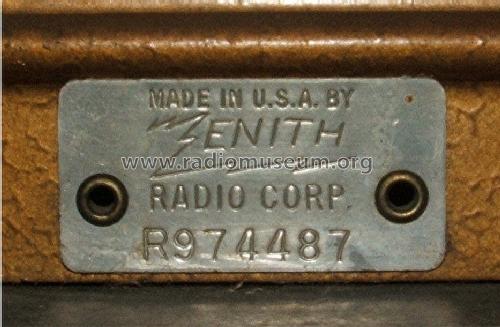 MADE IN U.S.A. BY
ZENITH
www.radiomuseum.org
RADIO CORP.
R974487